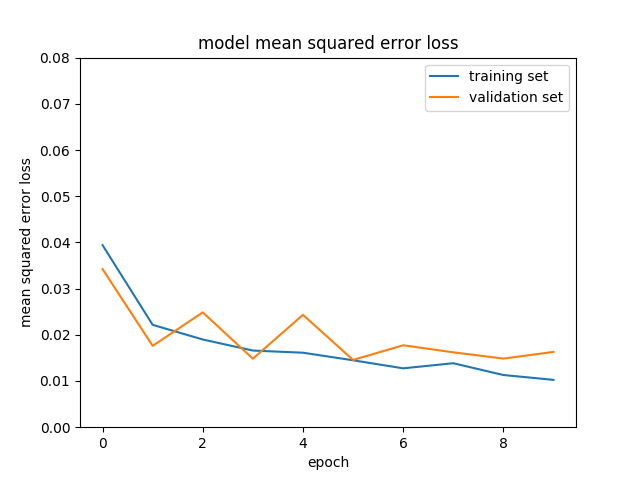 model mean squared error loss
training set
validation set
0.08
0.07
0.06
0.05
0.04
0.03
0.02
0.01
0.00
mean squared error loss
0 2 4 6 8
epoch